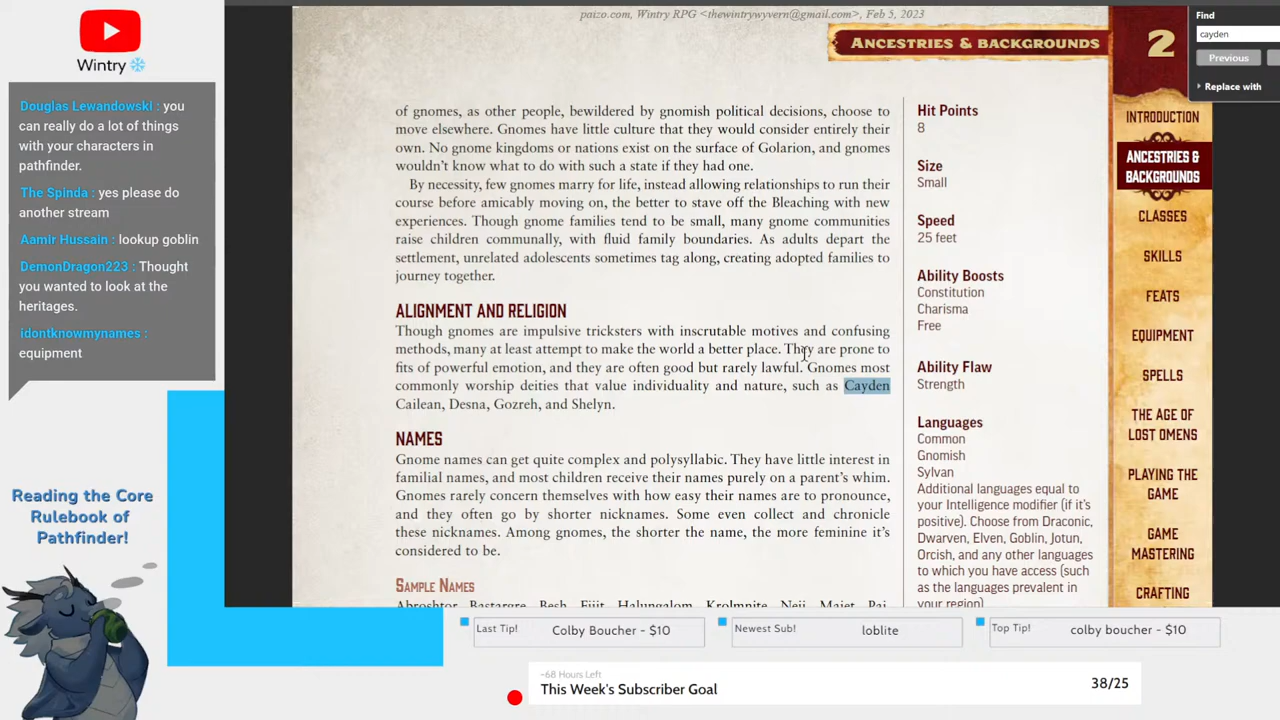 paizo.com, Wintry RPG <thewintrywyvern@gmail.com>, Feb 5, 2023
ANCESTRIES & BACKGROUNDS
2
Find
cayden
Previous
Replace with
Wintry
Douglas Lewandowski : you
can really do a lot of things
with your characters in
pathfinder.
The Spinda : yes please do
another stream
Aamir Hussain : lookup goblin
DemonDragon223 : Thought
you wanted to look at the
heritages.
idontknowmynames :
equipment
Reading the Core
Rulebook of
Pathfinder!
of gnomes, as other people, bewildered by gnomish political decisions, choose to
move elsewhere. Gnomes have little culture that they would consider entirely their
own. No gnome kingdoms or nations exist on the surface of Golarion, and gnomes
wouldn't know what to do with such a state if they had one.
By necessity, few gnomes marry for life, instead allowing relationships to run their
course before amicably moving on, the better to stave off the Bleaching with new
experiences. Though gnome families tend to be small, many gnome communities
raise children communally, with fluid family boundaries. As adults depart the
settlement, unrelated adolescents sometimes tag along, creating adopted families to
journey together.
ALIGNMENT AND RELIGION
Though gnomes are impulsive tricksters with inscrutable motives and confusing
methods, many at least attempt to make the world a better place. They are prone to
fits of powerful emotion, and they are often good but rarely lawful. Gnomes most
commonly worship deities that value individuality and nature, such as Cayden
Cailean, Desna, Gozreh, and Shelyn.
NAMES
Gnome names can get quite complex and polysyllabic. They have little interest in
familial names, and most children receive their names purely on a parent's whim.
Gnomes rarely concern themselves with how easy their names are to pronounce,
and they often go by shorter nicknames. Some even collect and chronicle
these nicknames. Among gnomes, the shorter the name, the more feminine it's
considered to be.
SAMPLE NAMES
Abroshtor, Bastargre, Besh, Fijit, Halungalom, Krolmnite, Neji, Majet, Pai,
Hit Points
8
Size
Small
Speed
25 feet
Ability Boosts
Constitution
Charisma
Free
Ability Flaw
Strength
Languages
Common
Gnomish
Sylvan
Additional languages equal to
your Intelligence modifier (if it's
positive). Choose from Draconic,
Dwarven, Elven, Goblin, Jotun,
Orcish, and any other languages
to which you have access (such
as the languages prevalent in
your region)
INTRODUCTION
ANCESTRIES &
BACKGROUNDS
CLASSES
SKILLS
FEATS
EQUIPMENT
SPELLS
THE AGE OF
LOST OMENS
PLAYING THE
GAME
GAME
MASTERING
CRAFTING
Last Tip!
Colby Boucher - $10
Newest Sub!
loblite
Top Tip!
colby boucher - $10
-68 Hours Left
This Week's Subscriber Goal
38/25